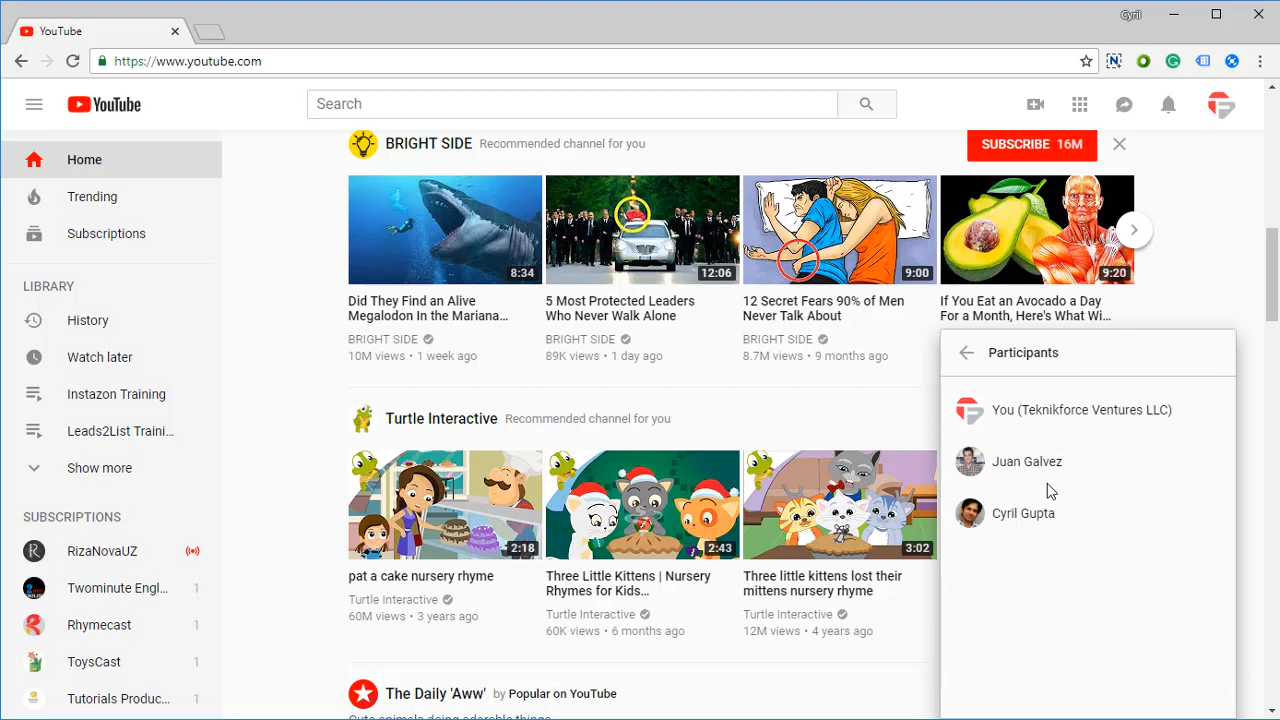 YouTube
Cyril
https://www.youtube.com
YouTube
Search
Home
Trending
Subscriptions
LIBRARY
History
Watch later
Instazon Training
Leads2List Traini...
Show more
SUBSCRIPTIONS
RizaNovaUZ
Twominute Engl... 1
Rhymecast 1
ToysCast 1
Tutorials Produc... 1
BRIGHT SIDE Recommended channel for you
SUBSCRIBE 16M
8:34
12:06
9:00
9:20
Did They Find an Alive
Megalodon In the Mariana...
BRIGHT SIDE
10M views • 1 week ago
5 Most Protected Leaders
Who Never Walk Alone
BRIGHT SIDE
89K views • 1 day ago
12 Secret Fears 90% of Men
Never Talk About
BRIGHT SIDE
8.7M views • 9 months ago
If You Eat an Avocado a Day
For a Month, Here's What Wi...
Turtle Interactive Recommended channel for you
2:18
2:43
3:02
pat a cake nursery rhyme
Turtle Interactive
60M views • 3 years ago
Three Little Kittens | Nursery
Rhymes for Kids...
Turtle Interactive
60K views • 6 months ago
Three little kittens lost their
mittens nursery rhyme
Turtle Interactive
12M views • 4 years ago
The Daily 'Aww' by Popular on YouTube
Cute animals doing adorable things
Participants
You (Teknikforce Ventures LLC)
Juan Galvez
Cyril Gupta